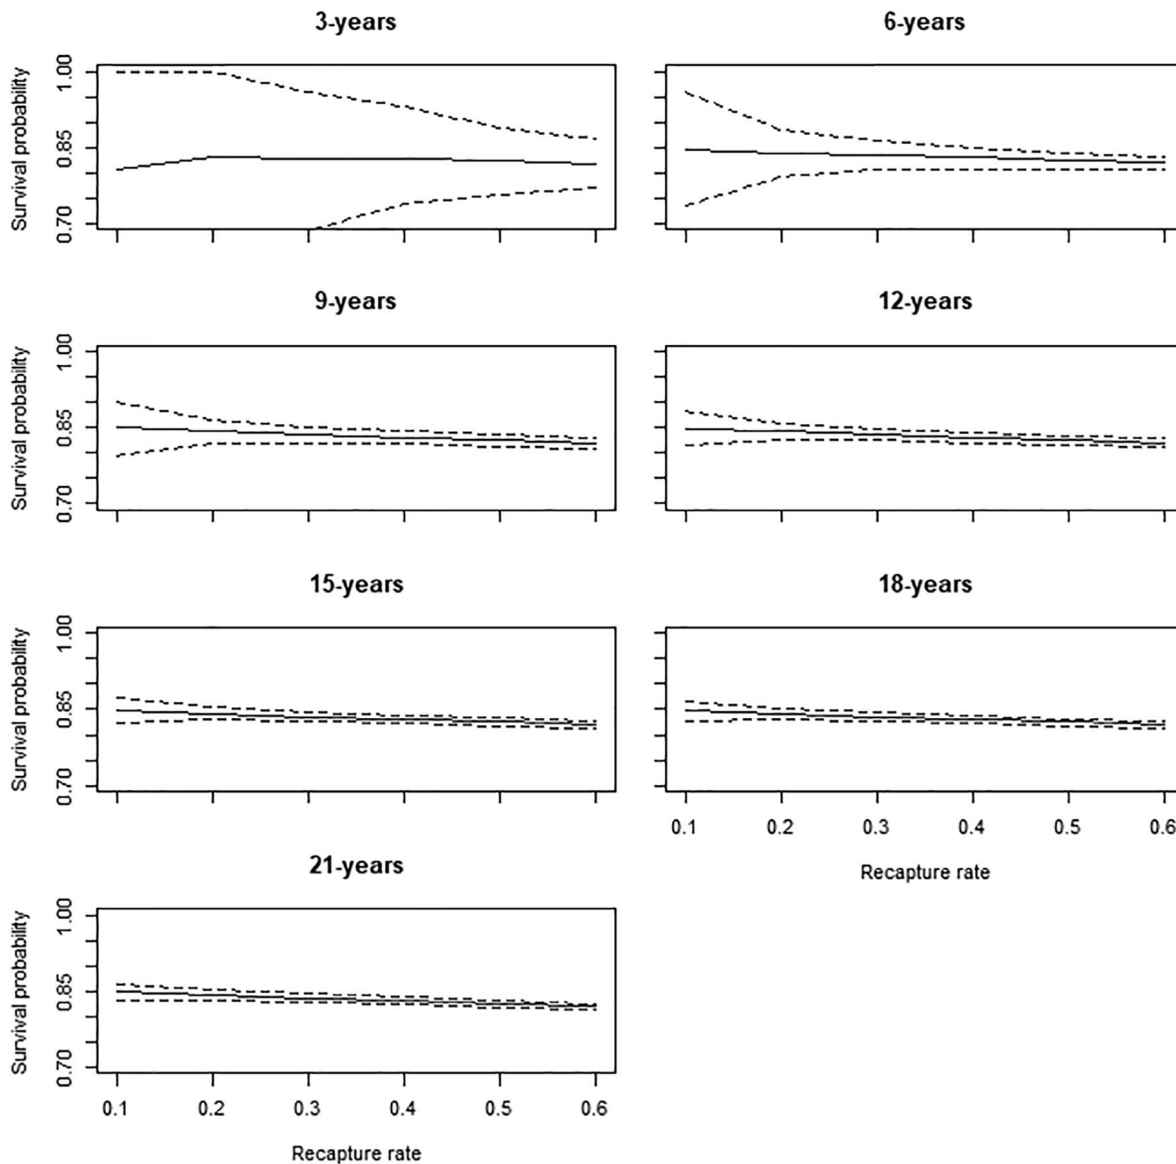 3-years
6-years
Survival probability
1.00
0.85
0.70
9-years
12-years
Survival probability
1.00
0.85
0.70
15-years
18-years
Survival probability
1.00
0.85
0.70
0.1 0.2 0.3 0.4 0.5 0.6
Recapture rate
21-years
Survival probability
1.00
0.85
0.70
0.1 0.2 0.3 0.4 0.5 0.6
Recapture rate